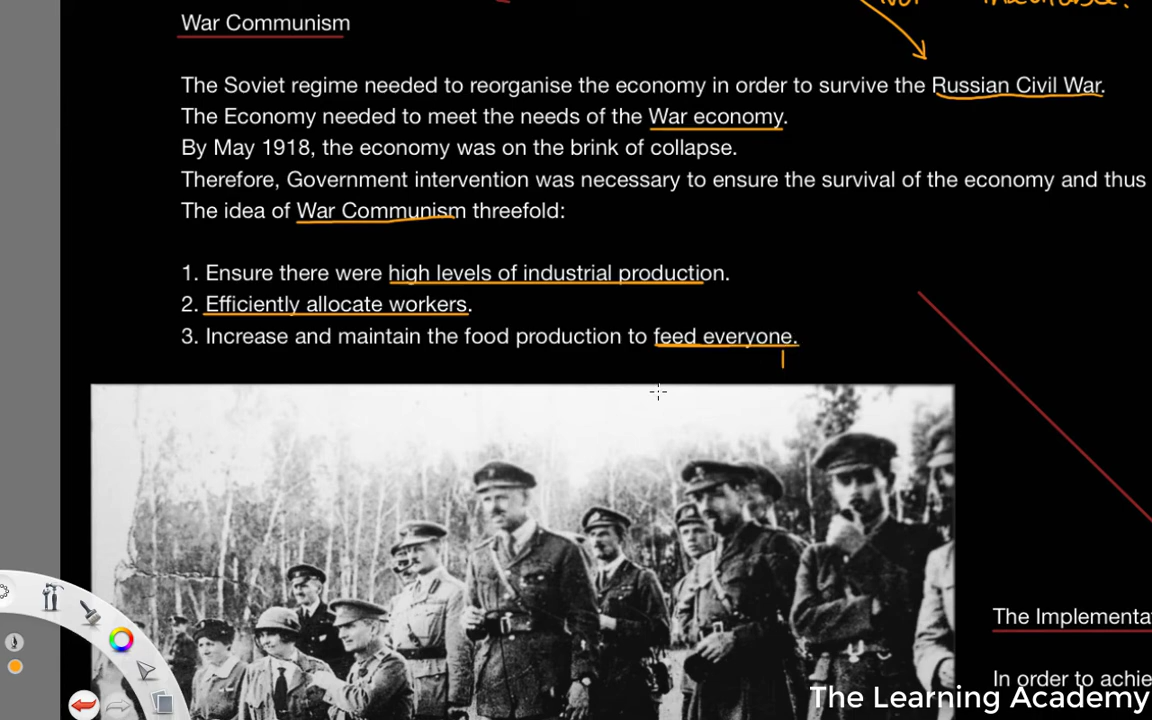 War Communism
The Soviet regime needed to reorganise the economy in order to survive the Russian Civil War.
The Economy needed to meet the needs of the War economy.
By May 1918, the economy was on the brink of collapse.
Therefore, Government intervention was necessary to ensure the survival of the economy and thus
The idea of War Communism threefold:
1. Ensure there were high levels of industrial production.
2. Efficiently allocate workers.
3. Increase and maintain the food production to feed everyone.
The
In order to
The Learning Academy